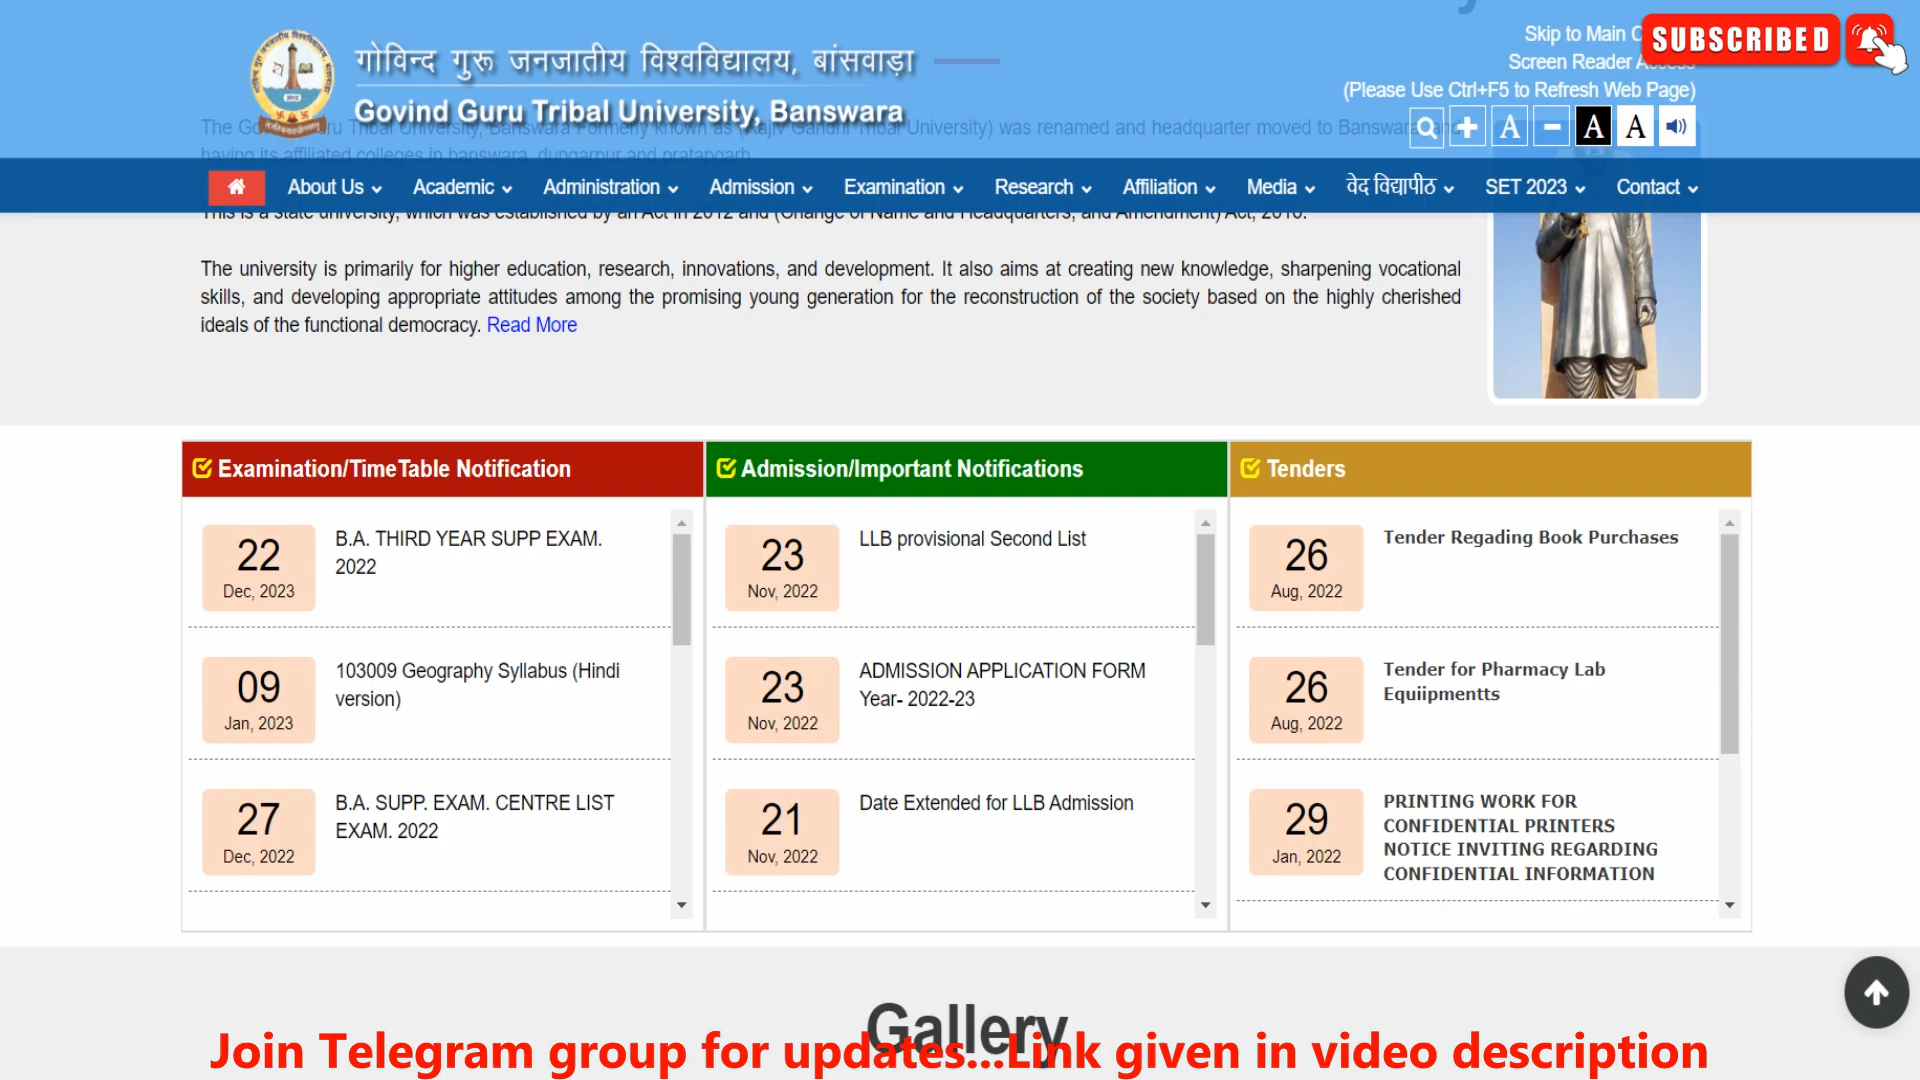 Skip to Main
SUBSCRIBED
Screen Reader Access
(Please Use Ctrl+F5 to Refresh Web Page)
गोविन्द गुरू जनजातीय विश्वविद्यालय, बांसवाड़ा
Govind Guru Tribal University, Banswara
A A A
ru Tribal University, Banswara Formerly known as (Rajiv Gandhi Tribal University) was renamed and headquarter moved to Banswara and
having its affiliated colleges in banswara, dungarpur and pratapgarh
About Us Academic Administration Admission Examination Research Affiliation Media वेद विद्यापीठ SET 2023 Contact
This is a state university, which was established by an Act in 2012 and (Change of Name and Headquarters, and Amendment) Act, 2016.
The university is primarily for higher education, research, innovations, and development. It also aims at creating new knowledge, sharpening vocational
skills, and developing appropriate attitudes among the promising young generation for the reconstruction of the society based on the highly cherished
ideals of the functional democracy. Read More
Examination/TimeTable Notification
22
Dec, 2023
B.A. THIRD YEAR SUPP EXAM.
2022
09
Jan, 2023
103009 Geography Syllabus (Hindi
version)
27
Dec, 2022
B.A. SUPP. EXAM. CENTRE LIST
EXAM. 2022
Admission/Important Notifications
23
Nov, 2022
LLB provisional Second List
23
Nov, 2022
ADMISSION APPLICATION FORM
Year- 2022-23
21
Nov, 2022
Date Extended for LLB Admission
Tenders
26
Aug, 2022
Tender Regading Book Purchases
26
Aug, 2022
Tender for Pharmacy Lab
Equiipmentts
29
Jan, 2022
PRINTING WORK FOR
CONFIDENTIAL PRINTERS
NOTICE INVITING REGARDING
CONFIDENTIAL INFORMATION
Gallery
Join Telegram group for updates...Link given in video description